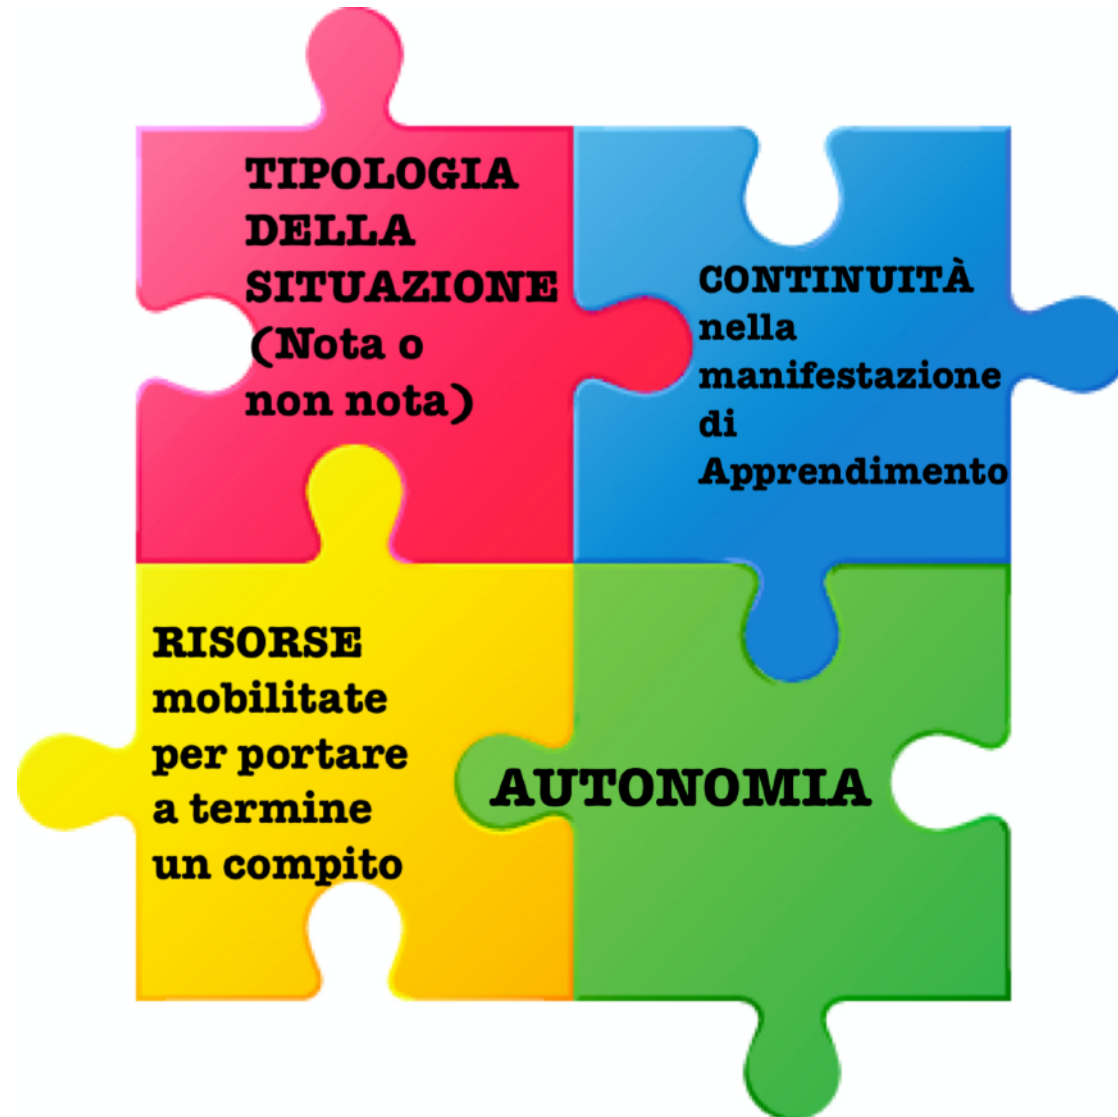 TIPOLOGIA
DELLA
SITUAZIONE
(Nota o
non nota)
CONTINUITÀ
nella
manifestazione
di
Apprendimento
RISORSE
mobilitate
per portare
a termine
un compito
AUTONOMIA